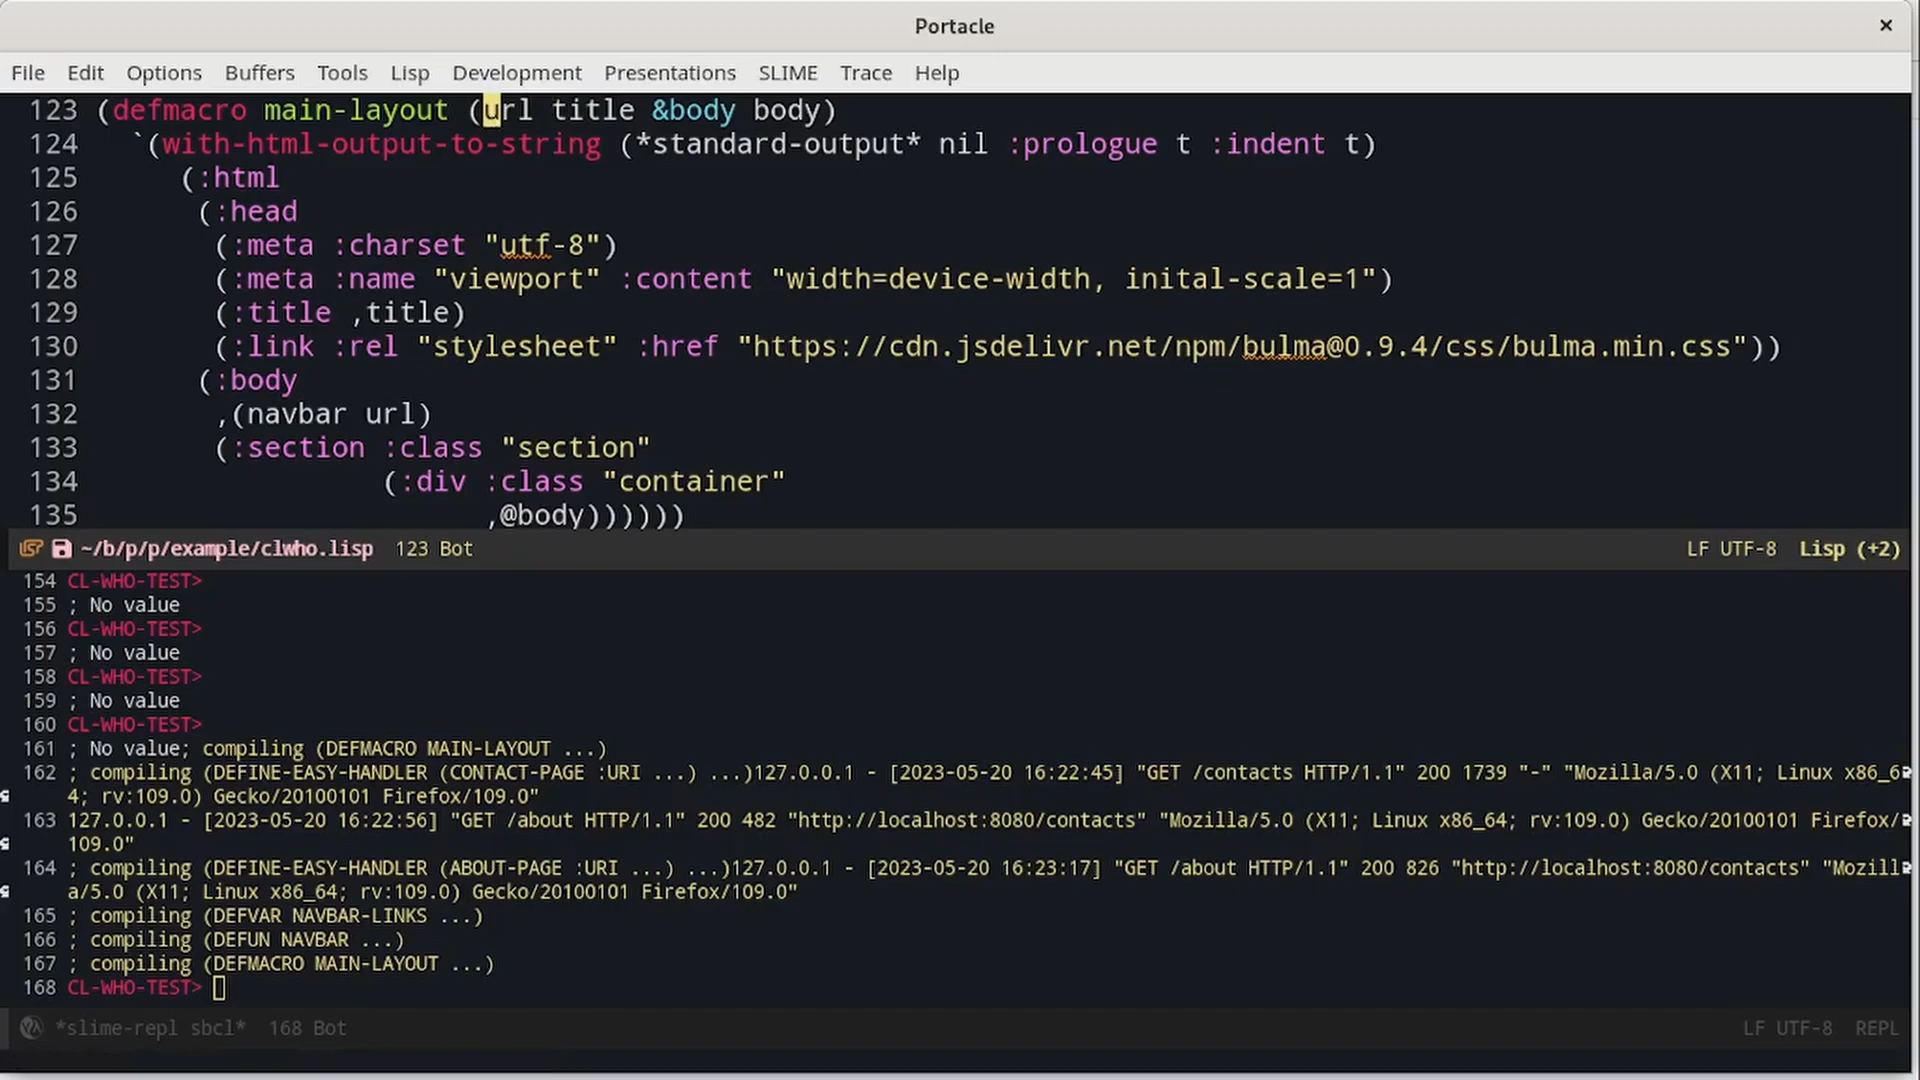 Portacle
File Edit Options Buffers Tools Lisp Development Presentations SLIME Trace Help
123 (defmacro main-layout (url title &body body)
124 `(with-html-output-to-string (*standard-output* nil :prologue t :indent t)
125 (:html
126 (:head
127 (:meta :charset "utf-8")
128 (:meta :name "viewport" :content "width=device-width, inital-scale=1")
129 (:title ,title)
130 (:link :rel "stylesheet" :href "https://cdn.jsdelivr.net/npm/bulma@0.9.4/css/bulma.min.css"))
131 (:body
132 ,(navbar url)
133 (:section :class "section"
134 (:div :class "container"
135 ,@body))))))
~/b/p/p/example/clwho.lisp 123 Bot LF UTF-8 Lisp (+2)
154 CL-WHO-TEST>
155 ; No value
156 CL-WHO-TEST>
157 ; No value
158 CL-WHO-TEST>
159 ; No value
160 CL-WHO-TEST>
161 ; No value; compiling (DEFMACRO MAIN-LAYOUT ...)
162 ; compiling (DEFINE-EASY-HANDLER (CONTACT-PAGE :URI ...) ...)127.0.0.1 - [2023-05-20 16:22:45] "GET /contacts HTTP/1.1" 200 1739 "-" "Mozilla/5.0 (X11; Linux x86_6
4; rv:109.0) Gecko/20100101 Firefox/109.0"
163 127.0.0.1 - [2023-05-20 16:22:56] "GET /about HTTP/1.1" 200 482 "http://localhost:8080/contacts" "Mozilla/5.0 (X11; Linux x86_64; rv:109.0) Gecko/20100101 Firefox/
109.0"
164 ; compiling (DEFINE-EASY-HANDLER (ABOUT-PAGE :URI ...) ...)127.0.0.1 - [2023-05-20 16:23:17] "GET /about HTTP/1.1" 200 826 "http://localhost:8080/contacts" "Mozill
a/5.0 (X11; Linux x86_64; rv:109.0) Gecko/20100101 Firefox/109.0"
165 ; compiling (DEFVAR NAVBAR-LINKS ...)
166 ; compiling (DEFUN NAVBAR ...)
167 ; compiling (DEFMACRO MAIN-LAYOUT ...)
168 CL-WHO-TEST>
*slime-repl sbcl* 168 Bot LF UTF-8 REPL